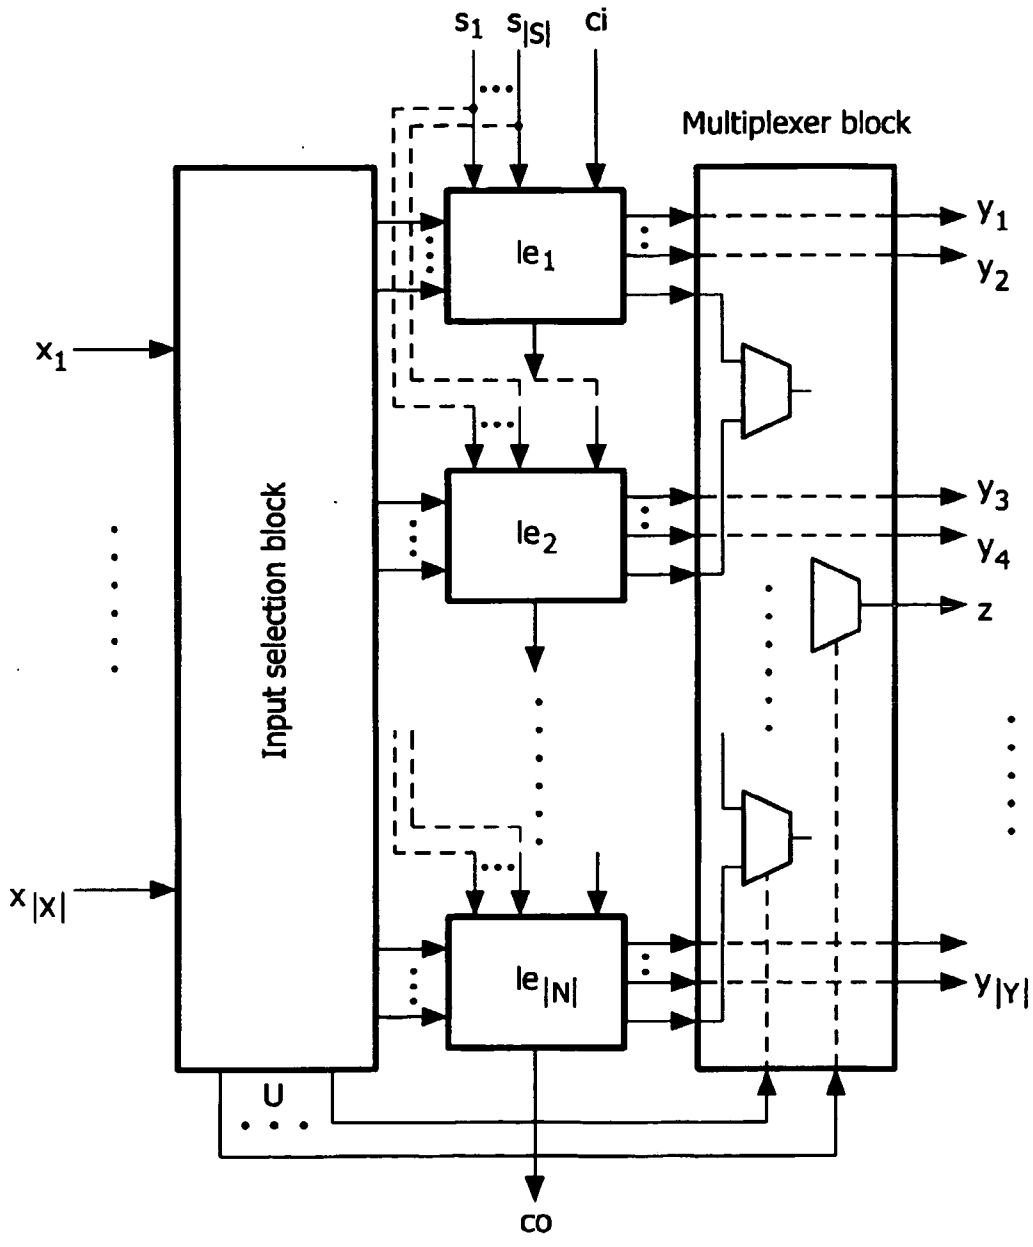 s1 s|S| ci
Multiplexer block
y1
le1
y2
x1
y3
le2
y4
z
Input selection block
x|X|
le|N|
y|Y|
U
co